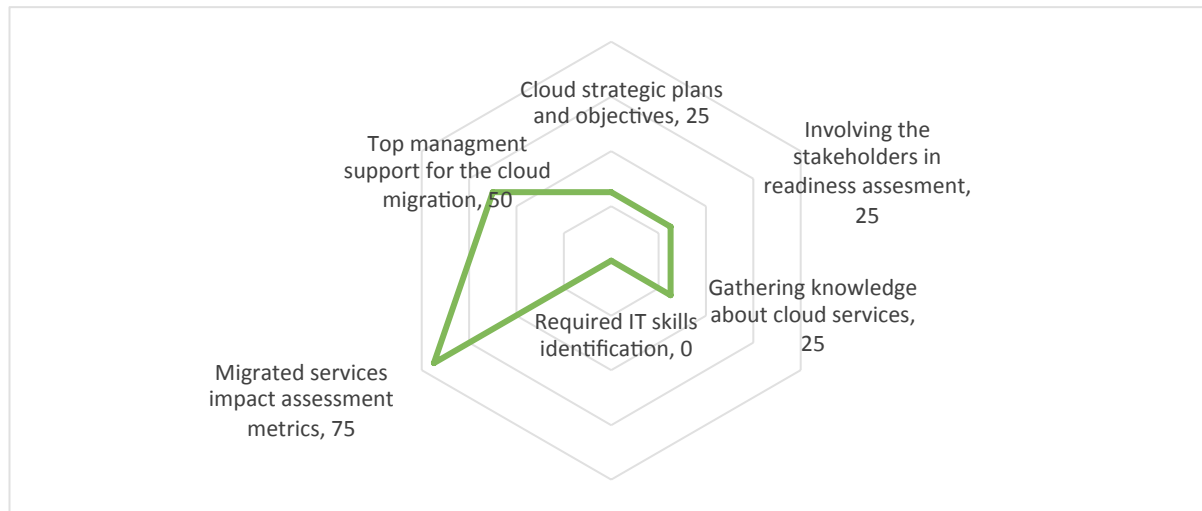 Cloud strategic plans
and objectives, 25
Involving the
stakeholders in
readiness assesment,
25
Gathering knowledge
about cloud services,
25
Required IT skills
identification, 0
Migrated services
impact assessment
metrics, 75
Top managment
support for the cloud
migration, 50